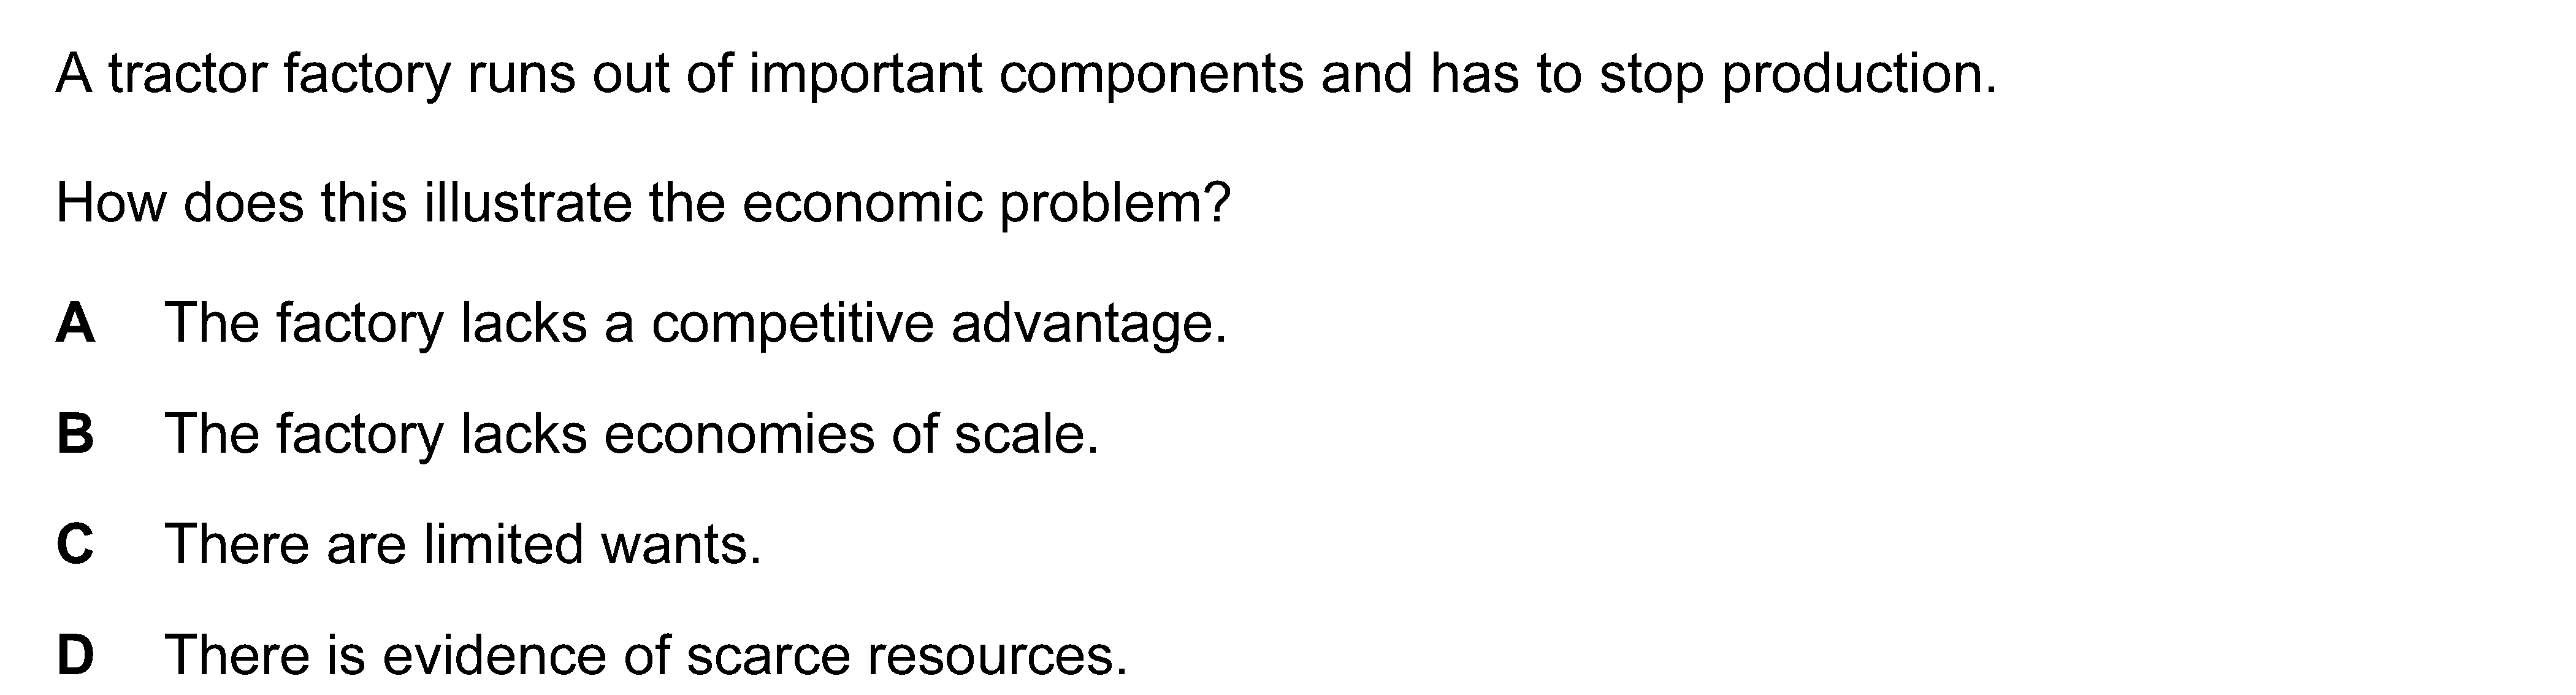 A tractor factory runs out of important components and has to stop production.
How does this illustrate the economic problem?
A The factory lacks a competitive advantage.
B The factory lacks economies of scale.
C There are limited wants.
D There is evidence of scarce resources.